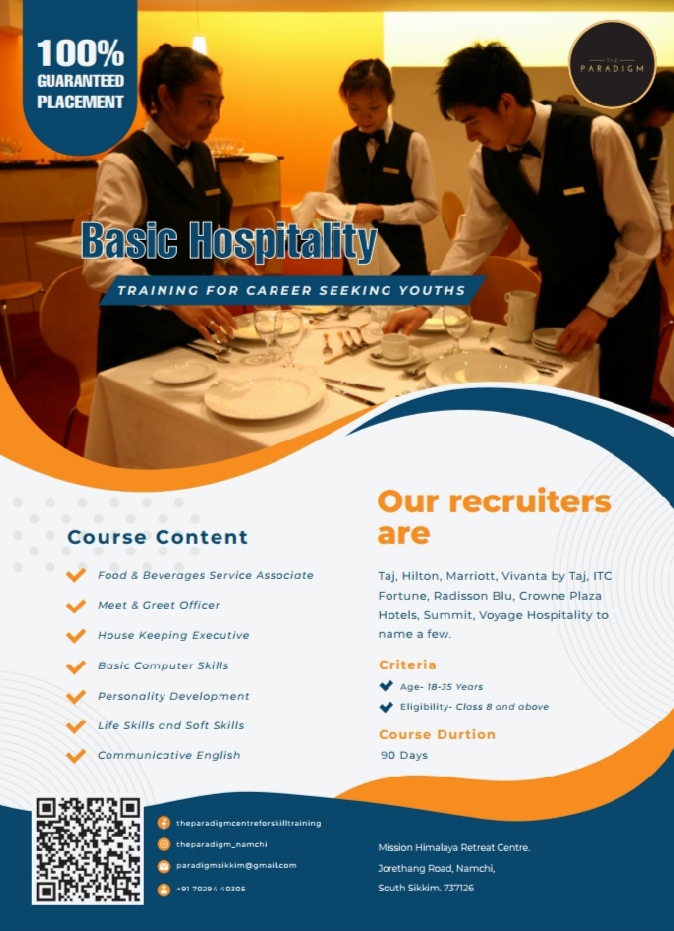 100%
GUARANTEED
PLACEMENT
THE
PARADIGM
Basic Hospitality
TRAINING FOR CAREER SEEKING YOUTHS
Our recruiters
are
Course Content
Food & Beverages Service Associate
Meet & Greet Officer
House Keeping Executive
Basic Computer Skills
Personality Development
Life Skills and Soft Skills
Communicative English
Taj, Hilton, Marriott, Vivanta by Taj, ITC
Fortune, Radisson Blu, Crowne Plaza
Hotels, Summit, Voyage Hospitality to
name a few.
Criteria
Age- 18-35 Years
Eligibility- Class 8 and above
Course Durtion
90 Days
theparadigmcentreforskilltraining
theparadigm_namchi
paradigmsikkim@gmail.com
+91
Mission Himalaya Retreat Centre.
Jorethang Road, Namchi,
South Sikkim. 737126